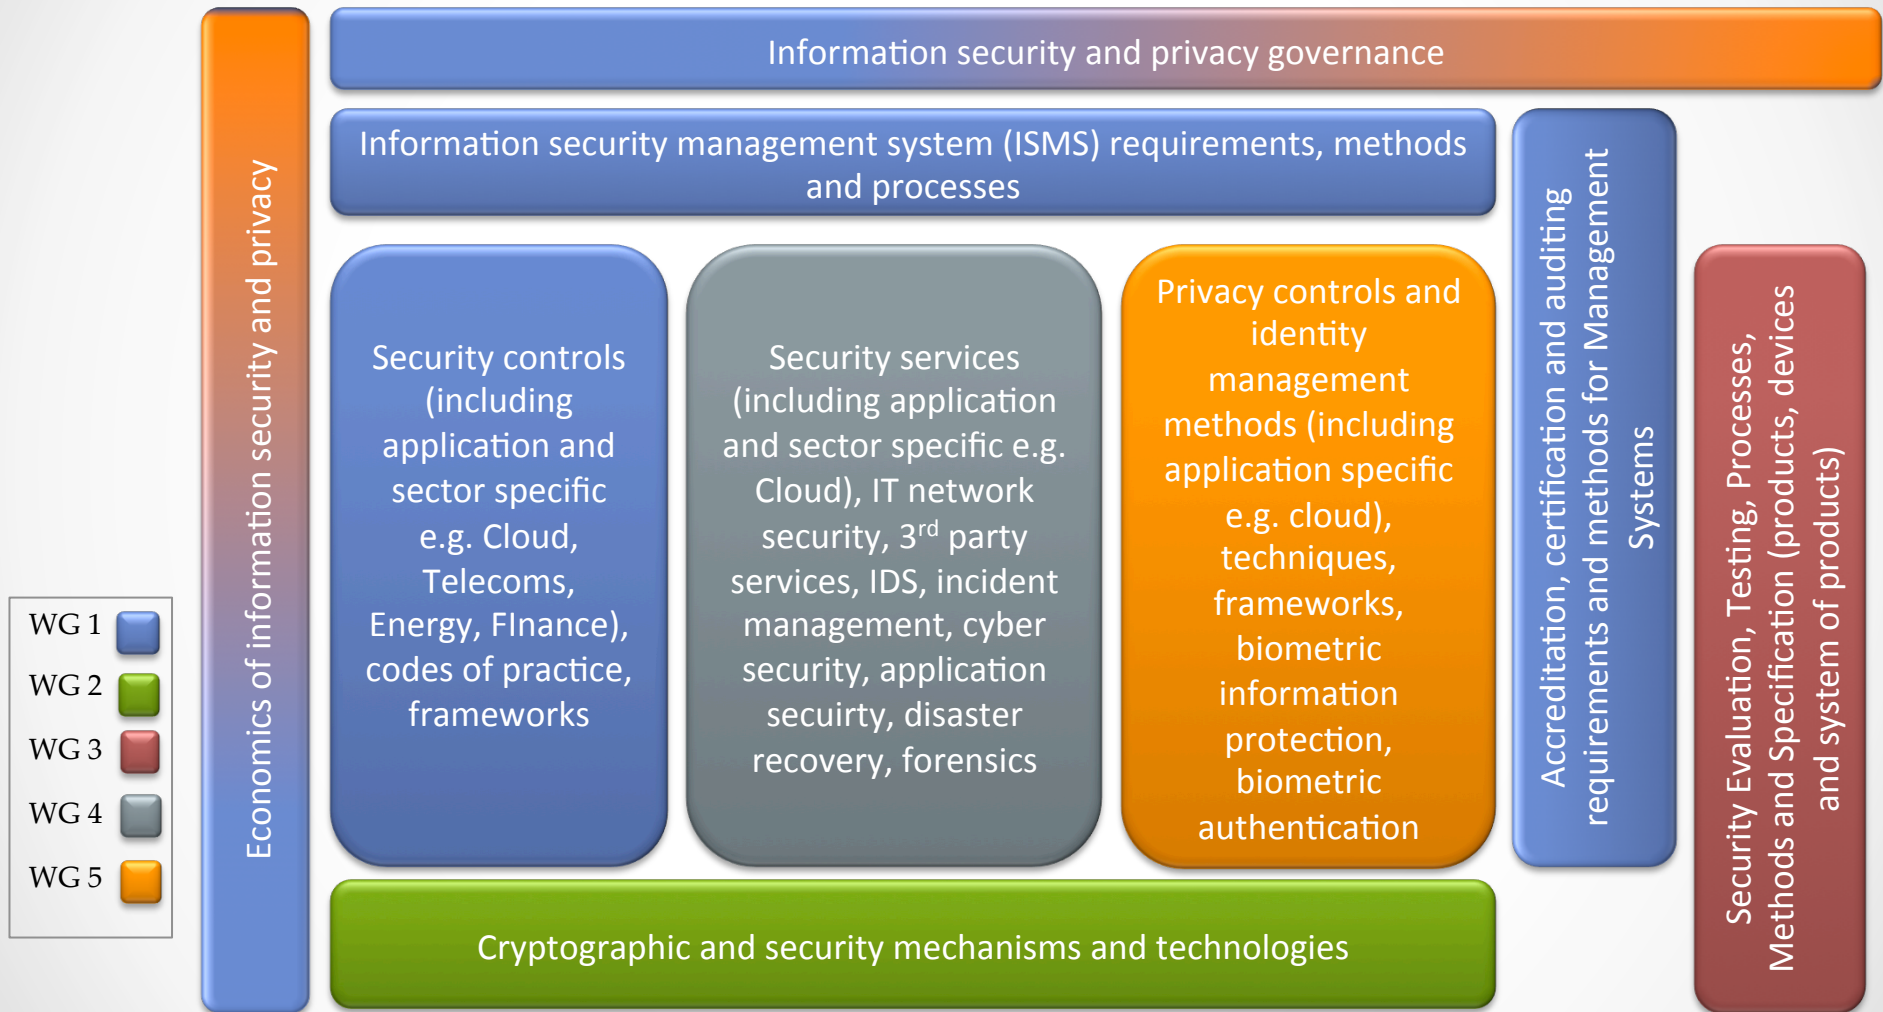 Information security and privacy governance
Information security management system (ISMS) requirements, methods
and processes
Economics of information security and privacy
Security controls
(including
application and
sector specific
e.g. Cloud,
Telecoms,
Energy, FInance),
codes of practice,
frameworks
Security services
(including application
and sector specific e.g.
Cloud), IT network
security, 3rd party
services, IDS, incident
management, cyber
security, application
secuirty, disaster
recovery, forensics
Privacy controls and
identity
management
methods (including
application specific
e.g. cloud),
techniques,
frameworks,
biometric
information
protection,
biometric
authentication
Accreditation, certification and auditing
requirements and methods for Management
Systems
Security Evaluation, Testing, Processes,
Methods and Specification (products, devices
and system of products)
Cryptographic and security mechanisms and technologies
WG 1
WG 2
WG 3
WG 4
WG 5